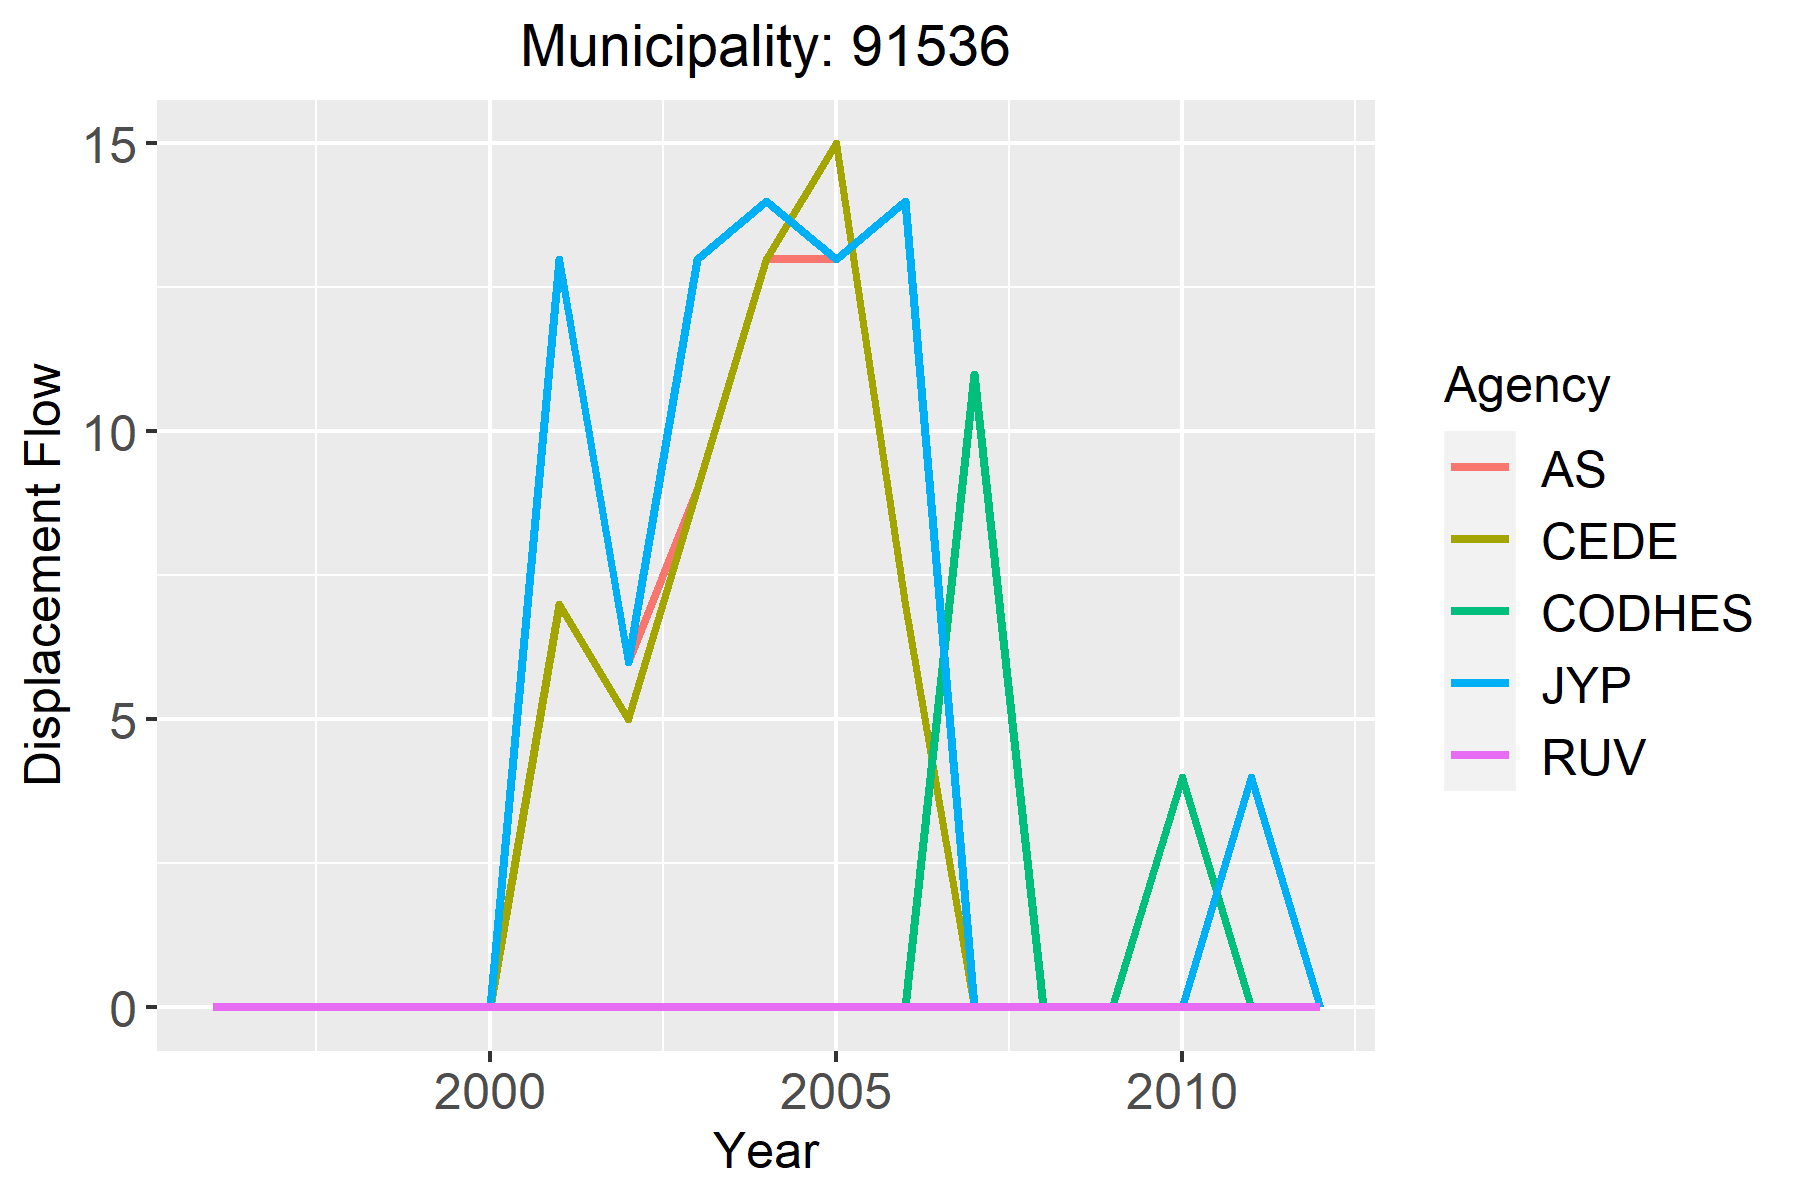 Municipality: 91536
15
10
5
0
Displacement Flow
2000 2005 2010
Year
Agency
AS
CEDE
CODHES
JYP
RUV